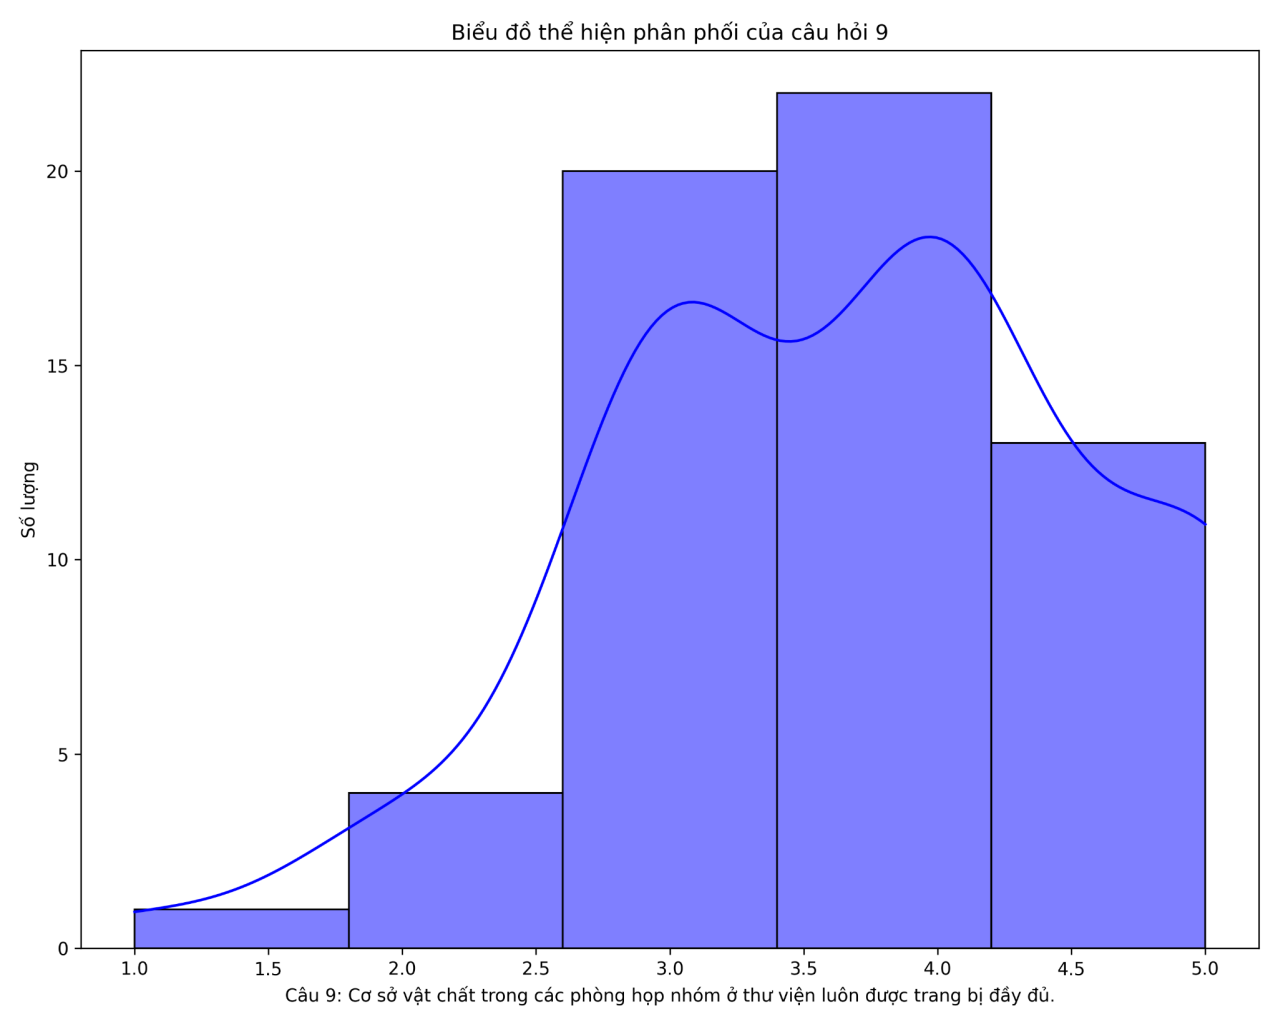 Biểu đồ thể hiện phân phối của câu hỏi 9
Số lượng
20
15
10
5
0
1.0 1.5 2.0 2.5 3.0 3.5 4.0 4.5 5.0
Câu 9: Cơ sở vật chất trong các phòng họp nhóm ở thư viện luôn được trang bị đầy đủ.